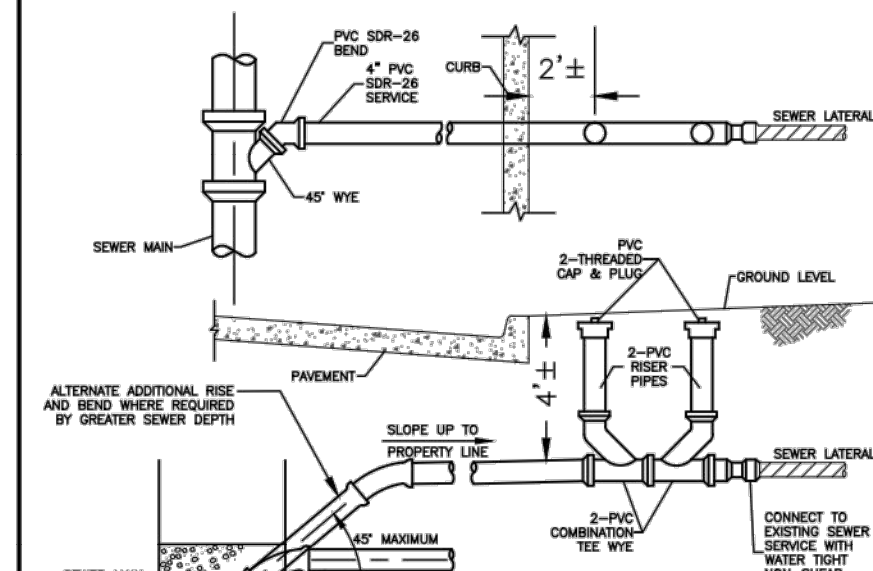 PVC SDR-26
BEND
4" PVC
SDR-26
SERVICE
CURB
2'±
SEWER LATERAL
45° WYE
SEWER MAIN
PVC
2-THREADED
CAP & PLUG
GROUND LEVEL
PAVEMENT
2-PVC
RISER
PIPES
4'±
ALTERNATE ADDITIONAL RISE
AND BEND WHERE REQUIRED
BY GREATER SEWER DEPTH
SLOPE UP TO
PROPERTY LINE
SEWER LATERAL
45° MAXIMUM
2-PVC
COMBINATION
TEE WYE
CONNECT TO
EXISTING SEWER
SERVICE WITH
WATER TIGHT